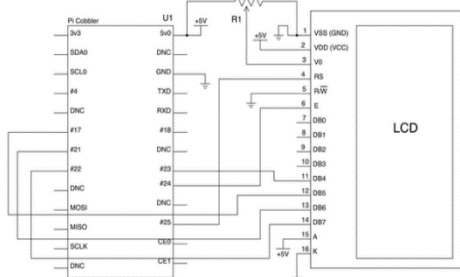 Pi Cobbler
U1
+5V
R1
+5V
3v3
5v0
SDA0
DNC
SCL0
GND
#4
TXD
DNC
RXD
#17
#18
#21
DNC
#22
#23
DNC
#24
MOSI
DNC
MISO
#25
SCLK
CE0
DNC
CE1
1 VSS (GND)
2 VDD (VCC)
3 V0
4 RS
5 R/W
6 E
7 DB0
8 DB1
9 DB2
10 DB3
11 DB4
12 DB5
13 DB6
14 DB7
15 A
16 K
+5V
LCD